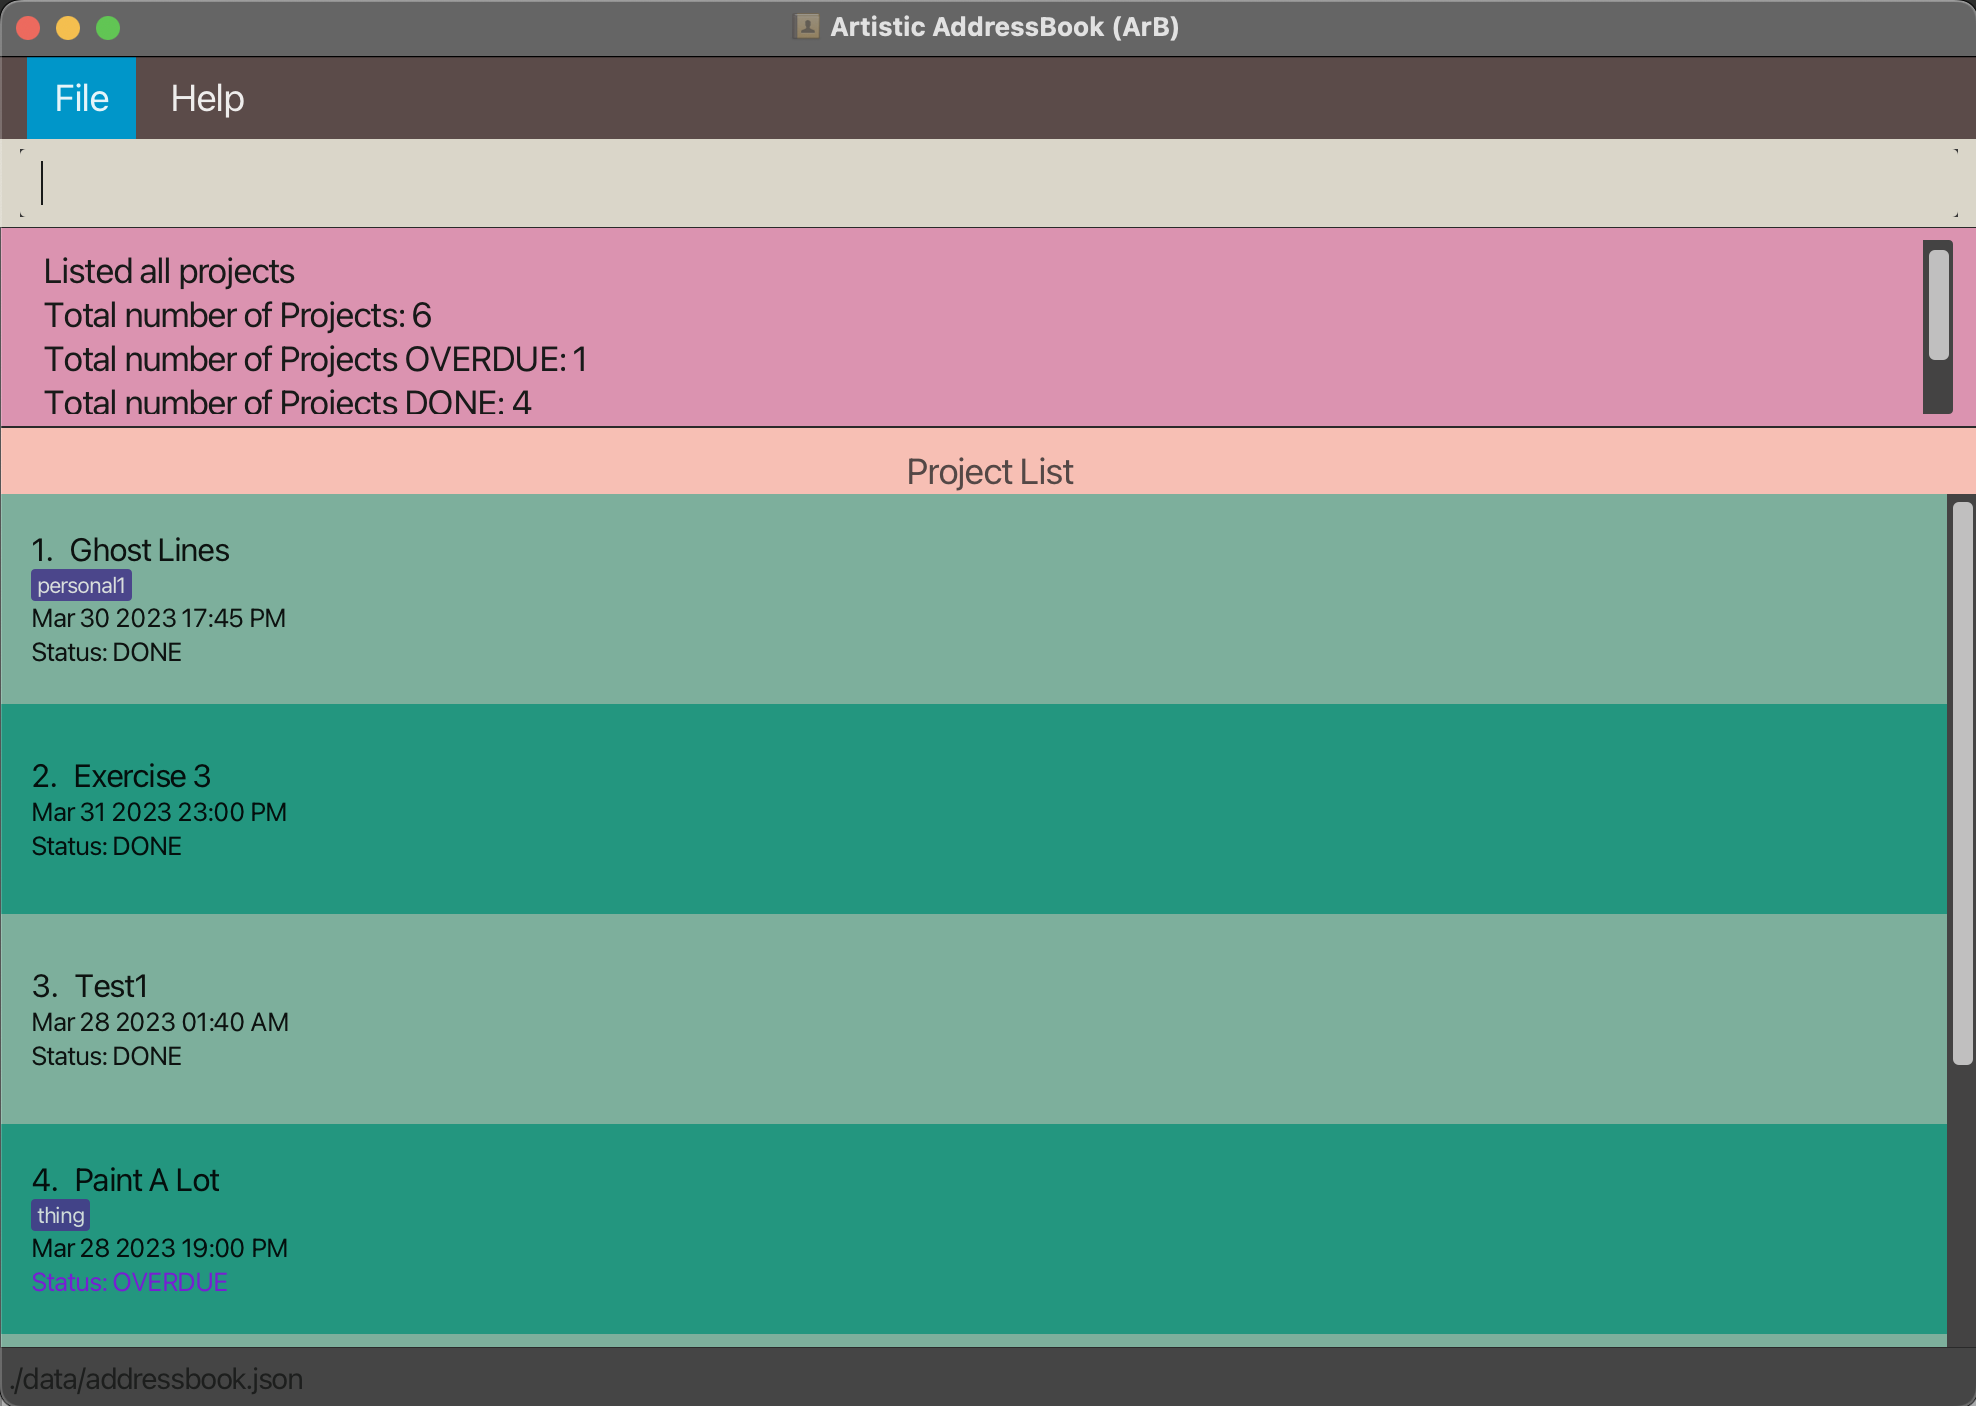 Artistic AddressBook (ArB)
File Help
Listed all projects
Total number of Projects: 6
Total number of Projects OVERDUE: 1
Total number of Projects DONE: 4
Project List
1. Ghost Lines
personal1
Mar 30 2023 17:45 PM
Status: DONE
2. Exercise 3
Mar 31 2023 23:00 PM
Status: DONE
3. Test1
Mar 28 2023 01:40 AM
Status: DONE
4. Paint A Lot
thing
Mar 28 2023 19:00 PM
Status: OVERDUE
./data/addressbook.json